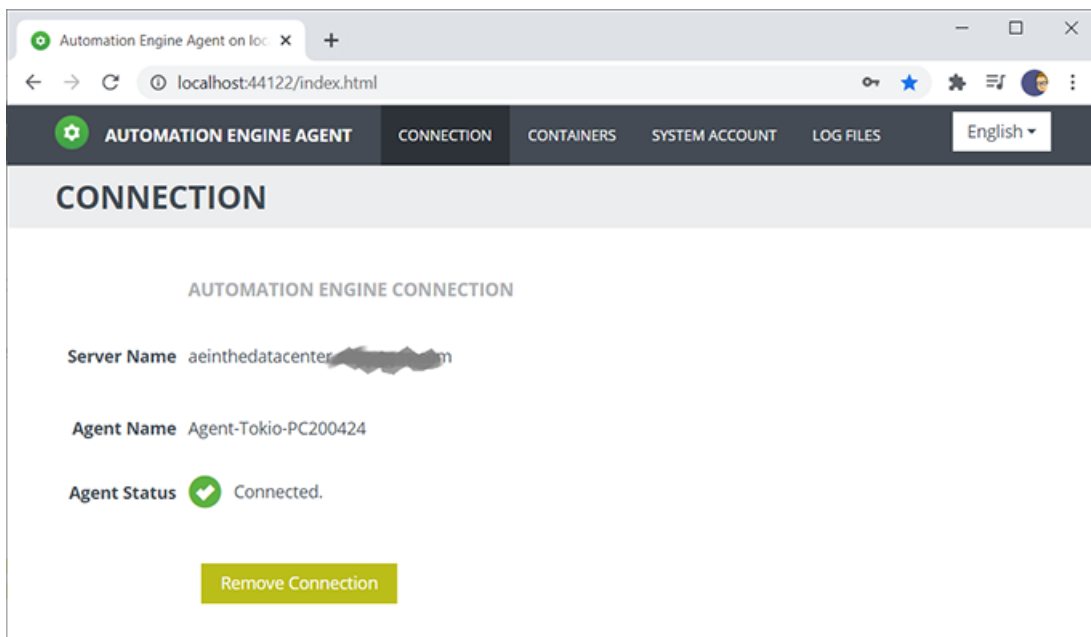 Automation Engine Agent on loc
localhost:44122/index.html
AUTOMATION ENGINE AGENT CONNECTION CONTAINERS SYSTEM ACCOUNT LOG FILES English
CONNECTION
AUTOMATION ENGINE CONNECTION
Server Name aeinthedatacenter
Agent Name Agent-Tokio-PC200424
Agent Status Connected.
Remove Connection